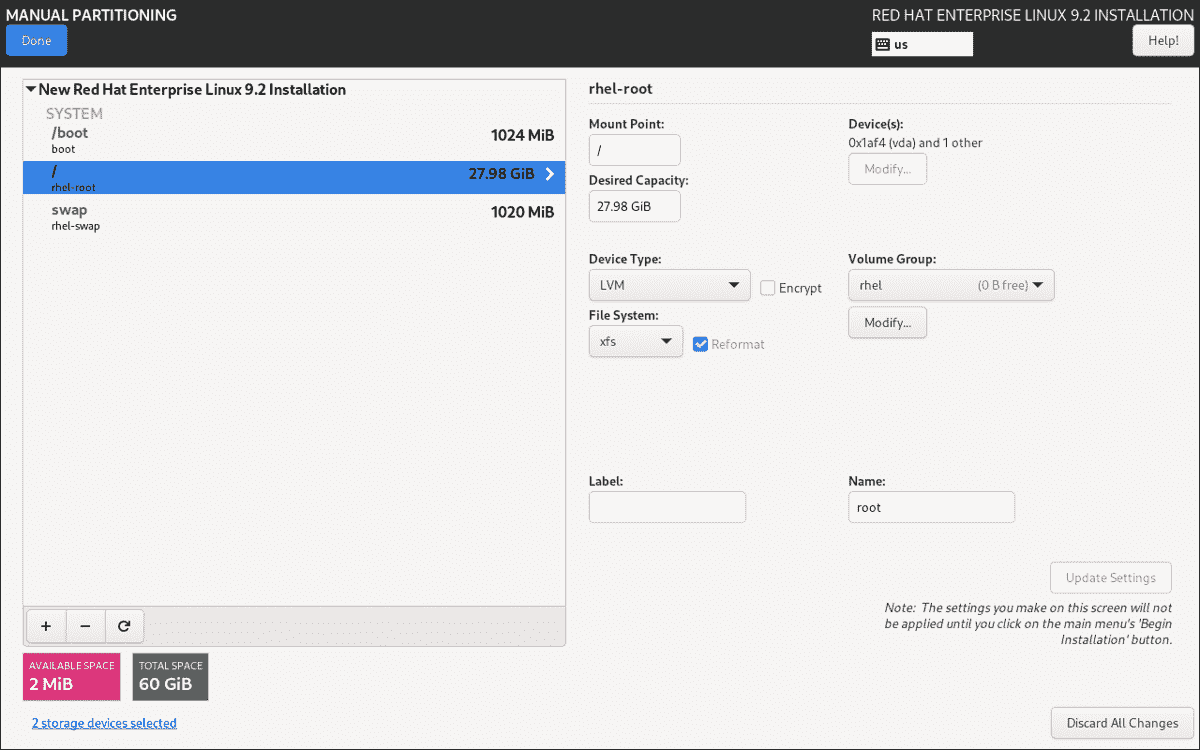 MANUAL PARTITIONING
RED HAT ENTERPRISE LINUX 9.2 INSTALLATION
Done
us
Help!
New Red Hat Enterprise Linux 9.2 Installation
SYSTEM
/boot
1024 MiB
boot
/
27.98 GiB
rhel-root
swap
1020 MiB
rhel-swap
+
−
AVAILABLE SPACE
2 MiB
TOTAL SPACE
60 GiB
2 storage devices selected
rhel-root
Mount Point:
/
Desired Capacity:
27.98 GiB
Device(s):
0x1af4 (vda) and 1 other
Modify...
Device Type:
LVM
Encrypt
Volume Group:
rhel (0 B free)
Modify...
File System:
xfs
Reformat
Label:
Name:
root
Update Settings
Note: The settings you make on this screen will not
be applied until you click on the main menu's 'Begin
Installation' button.
Discard All Changes